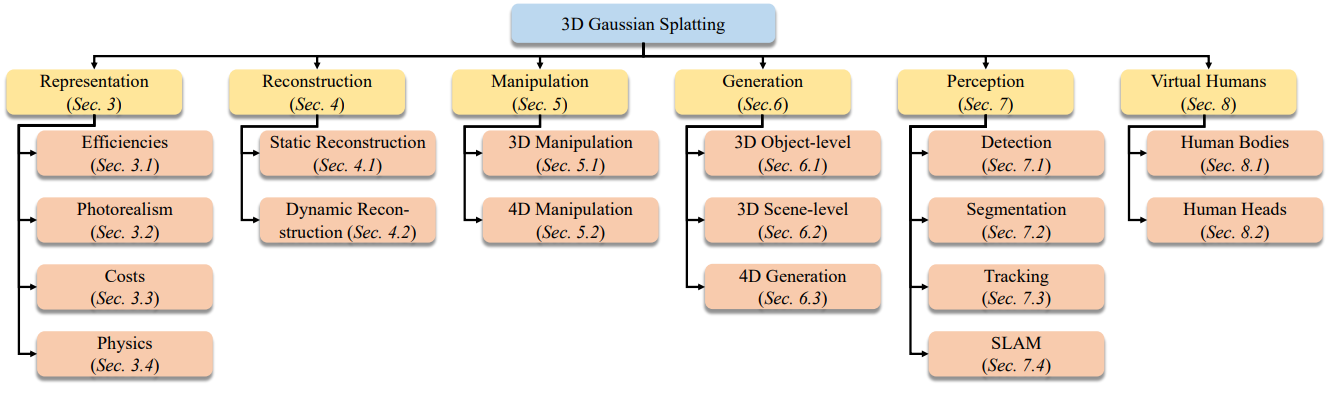 3D Gaussian Splatting
Representation
(Sec. 3)
Efficiencies
(Sec. 3.1)
Photorealism
(Sec. 3.2)
Costs
(Sec. 3.3)
Physics
(Sec. 3.4)
Reconstruction
(Sec. 4)
Static Reconstruction
(Sec. 4.1)
Dynamic Recon-
struction (Sec. 4.2)
Manipulation
(Sec. 5)
3D Manipulation
(Sec. 5.1)
4D Manipulation
(Sec. 5.2)
Generation
(Sec.6)
3D Object-level
(Sec. 6.1)
3D Scene-level
(Sec. 6.2)
4D Generation
(Sec. 6.3)
Perception
(Sec. 7)
Detection
(Sec. 7.1)
Segmentation
(Sec. 7.2)
Tracking
(Sec. 7.3)
SLAM
(Sec. 7.4)
Virtual Humans
(Sec. 8)
Human Bodies
(Sec. 8.1)
Human Heads
(Sec. 8.2)